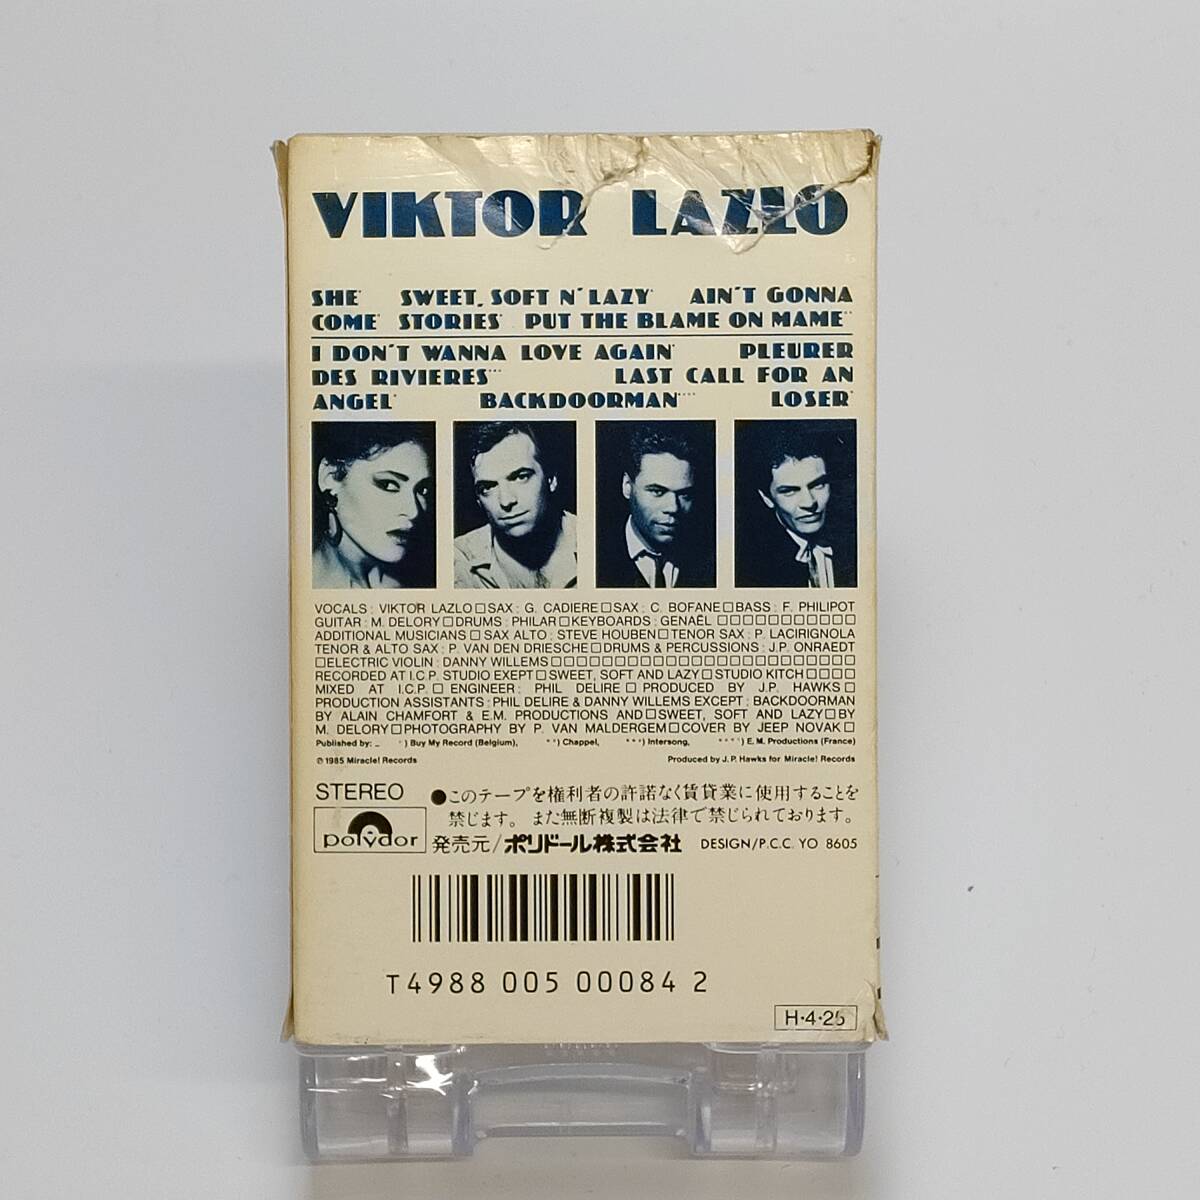 VIKTOR LAZLO
SHE* SWEET, SOFT N' LAZY* AIN'T GONNA
COME* STORIES* PUT THE BLAME ON MAME**
I DON'T WANNA LOVE AGAIN* PLEURER
DES RIVIERES*** LAST CALL FOR AN
ANGEL* BACKDOORMAN**** LOSER*
VOCALS : VIKTOR LAZLO□SAX : G. CADIERE□SAX : C. BOFANE□BASS : F. PHILIPOT
GUITAR : M. DELORY□DRUMS : PHILAR□KEYBOARDS : GENAËL□□□□□□□□□□□
ADDITIONAL MUSICIANS□SAX ALTO : STEVE HOUBEN□TENOR SAX : P. LACIRIGNOLA
TENOR & ALTO SAX : P. VAN DEN DRIESCHE□DRUMS & PERCUSSIONS : J.P. ONRAEDT
□ELECTRIC VIOLIN : DANNY WILLEMS□□□□□□□□□□□□□□□□□□□□□□□□
RECORDED AT I.C.P. STUDIO EXEPT□SWEET, SOFT AND LAZY□STUDIO KITCH□□□□
MIXED AT I.C.P□ENGINEER : PHIL DELIRE□PRODUCED BY J.P. HAWKS□
PRODUCTION ASSISTANTS : PHIL DELIRE & DANNY WILLEMS EXCEPT : BACKDOORMAN
BY ALAIN CHAMFORT & E.M. PRODUCTIONS AND□SWEET, SOFT AND LAZY□BY
M. DELORY□PHOTOGRAPHY BY P. VAN MALDERGEM□COVER BY JEEP NOVAK□
Published by: *) Buy My Record (Belgium), **) Chappel, ***) Intersong, ****) E.M. Productions (France)
℗ 1985 Miracle! Records Produced by J.P. Hawks for Miracle! Records
STEREO
●このテープを権利者の許諾なく賃貸業に使用することを
禁じます。また無断複製は法律で禁じられております。
polydor
発売元/ポリドール株式会社 DESIGN/P.C.C. YO 8605
T4988 005 00084 2
H・4・25